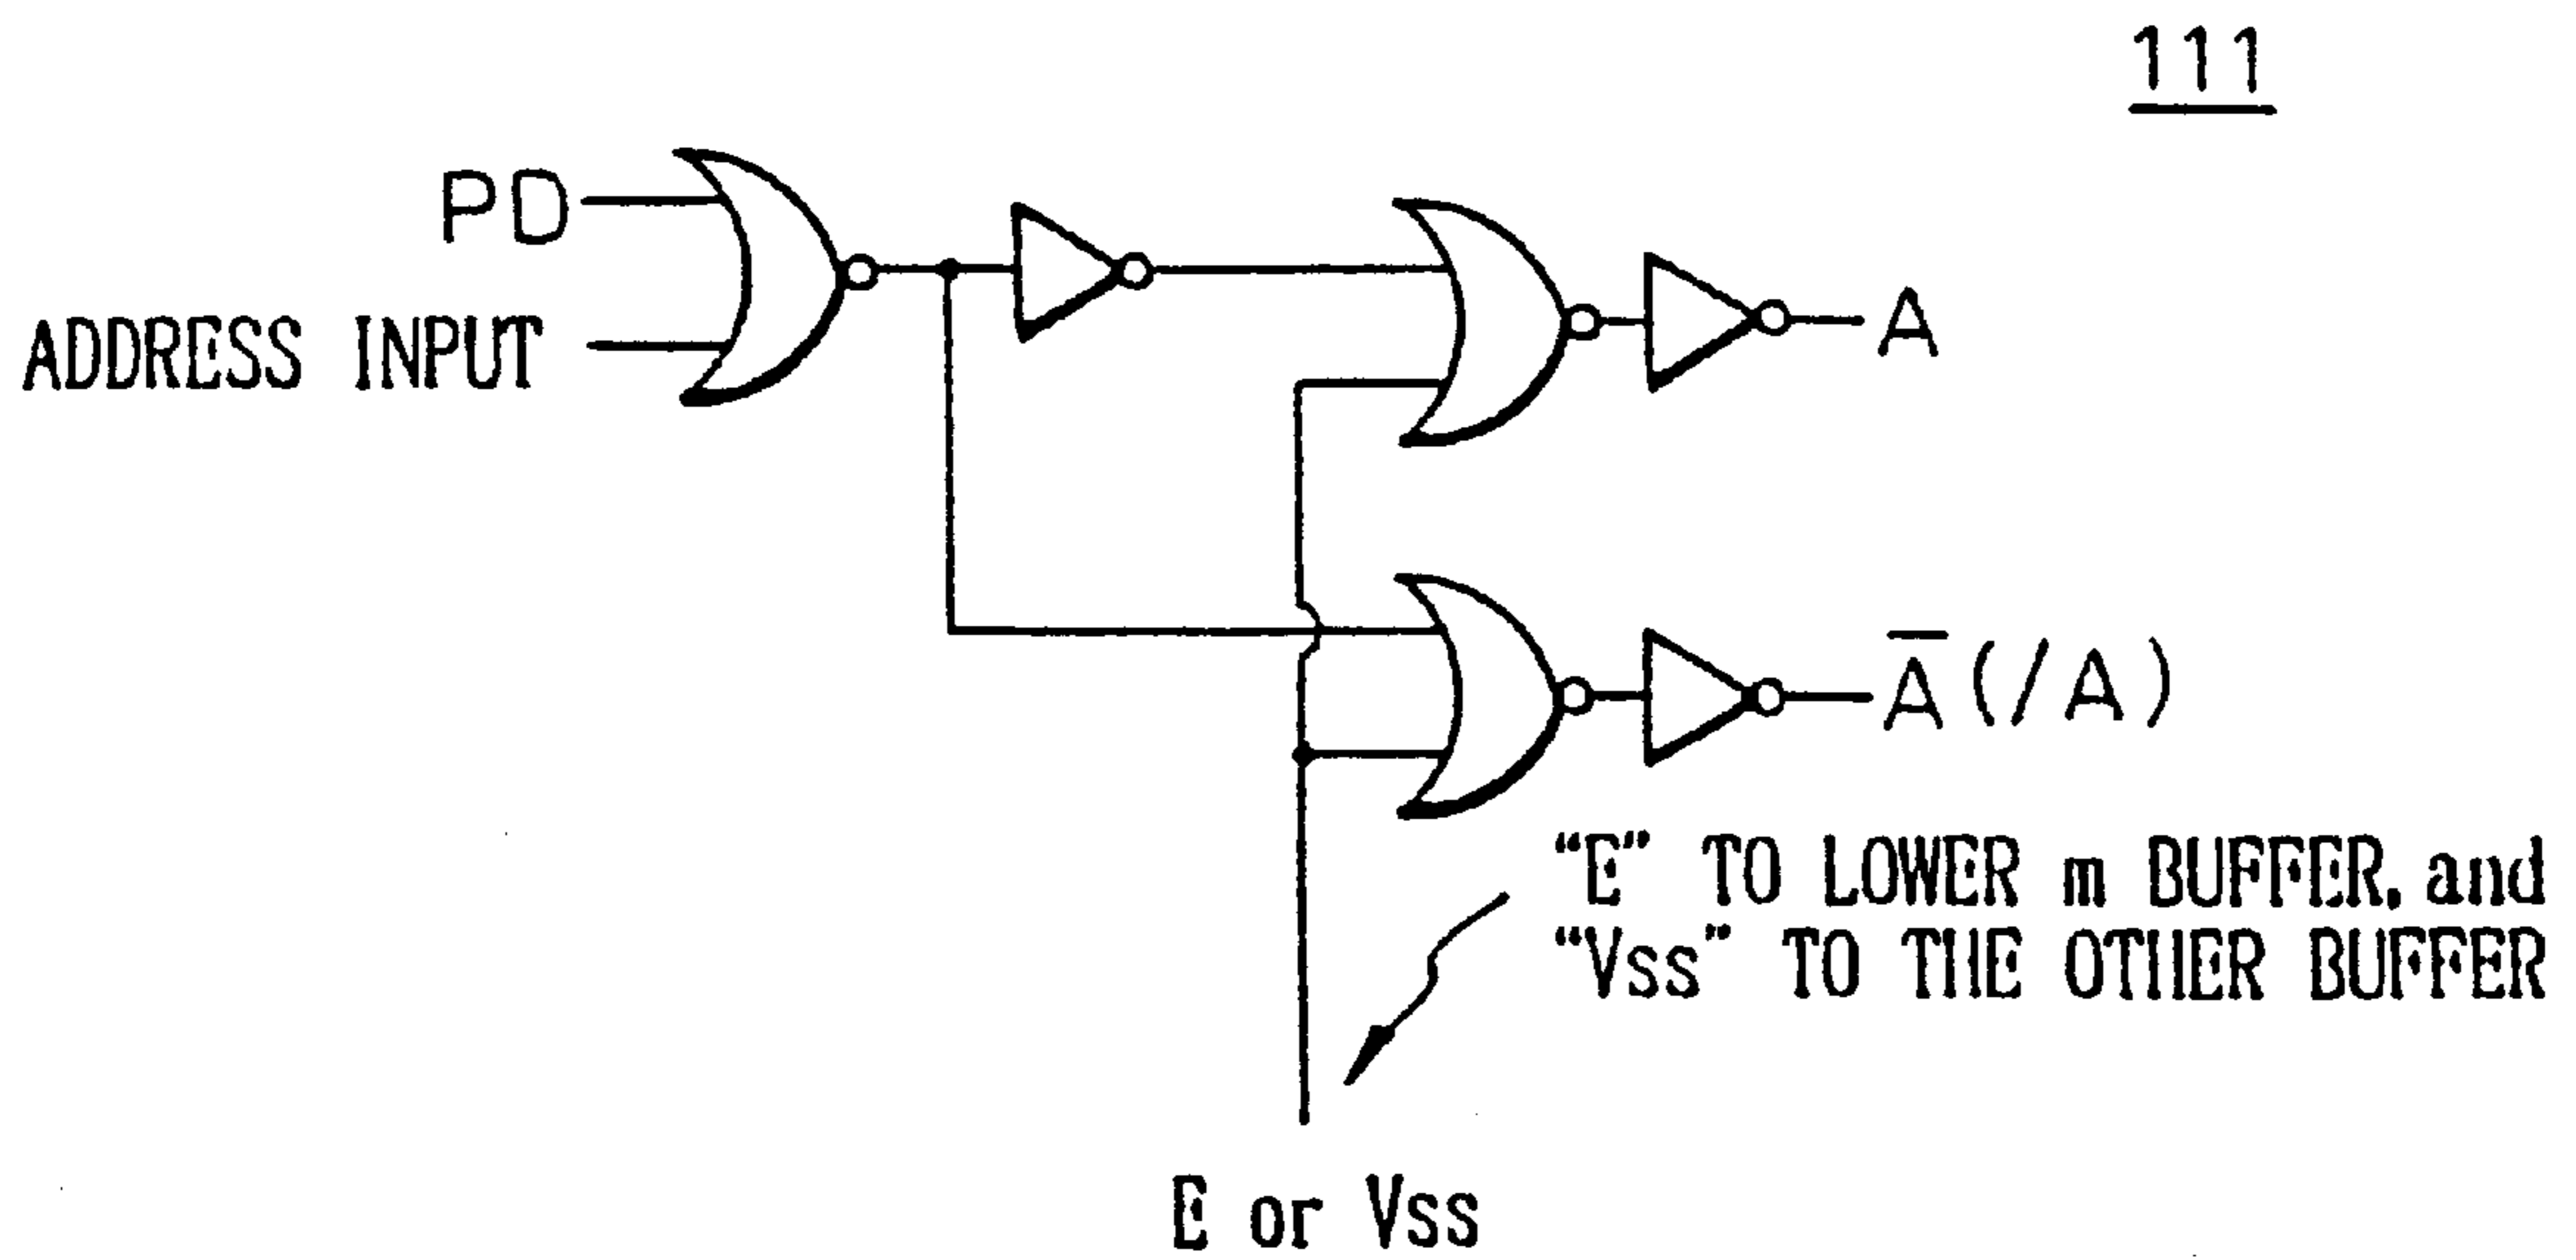 111
PD
ADDRESS INPUT
A
A̅ (/A)
"E" TO LOWER m BUFFER, and
"Vss" TO THE OTHER BUFFER
E or Vss